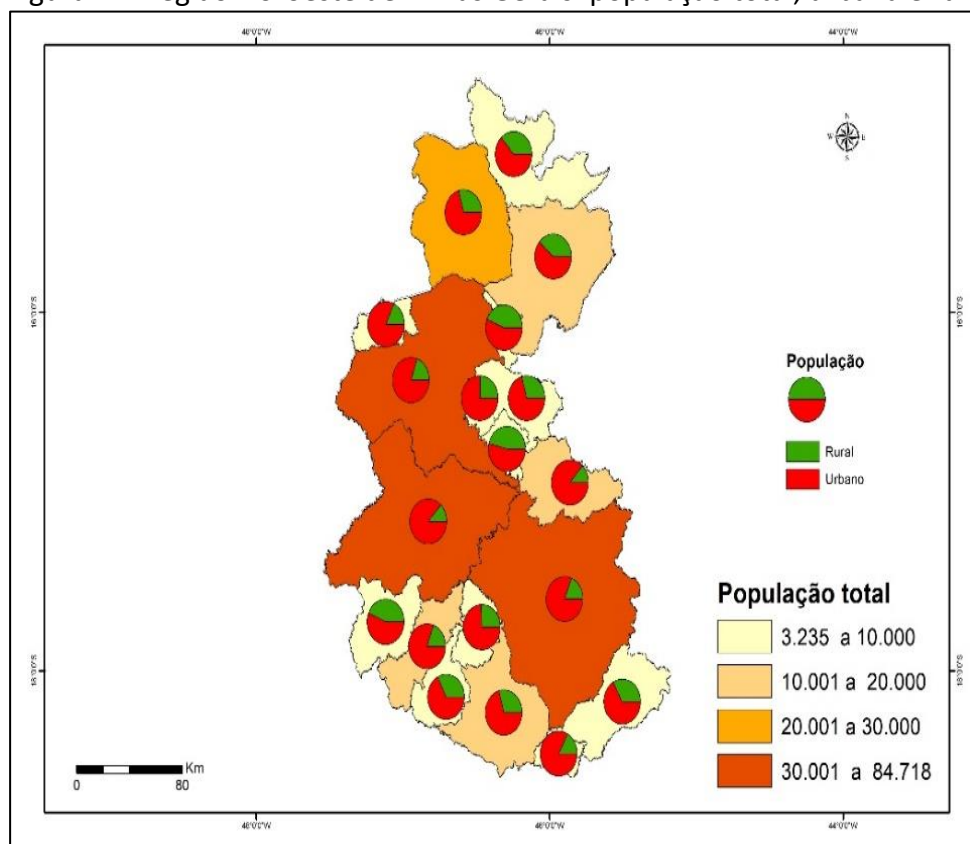 48°0'0"W 46°0'0"W 44°0'0"W
N
W E
S
16°0'0"S 16°0'0"S
População
Rural
Urbano
População total
3.235 a 10.000
10.001 a 20.000
20.001 a 30.000
30.001 a 84.718
18°0'0"S 18°0'0"S
Km
0 80
48°0'0"W 46°0'0"W 44°0'0"W